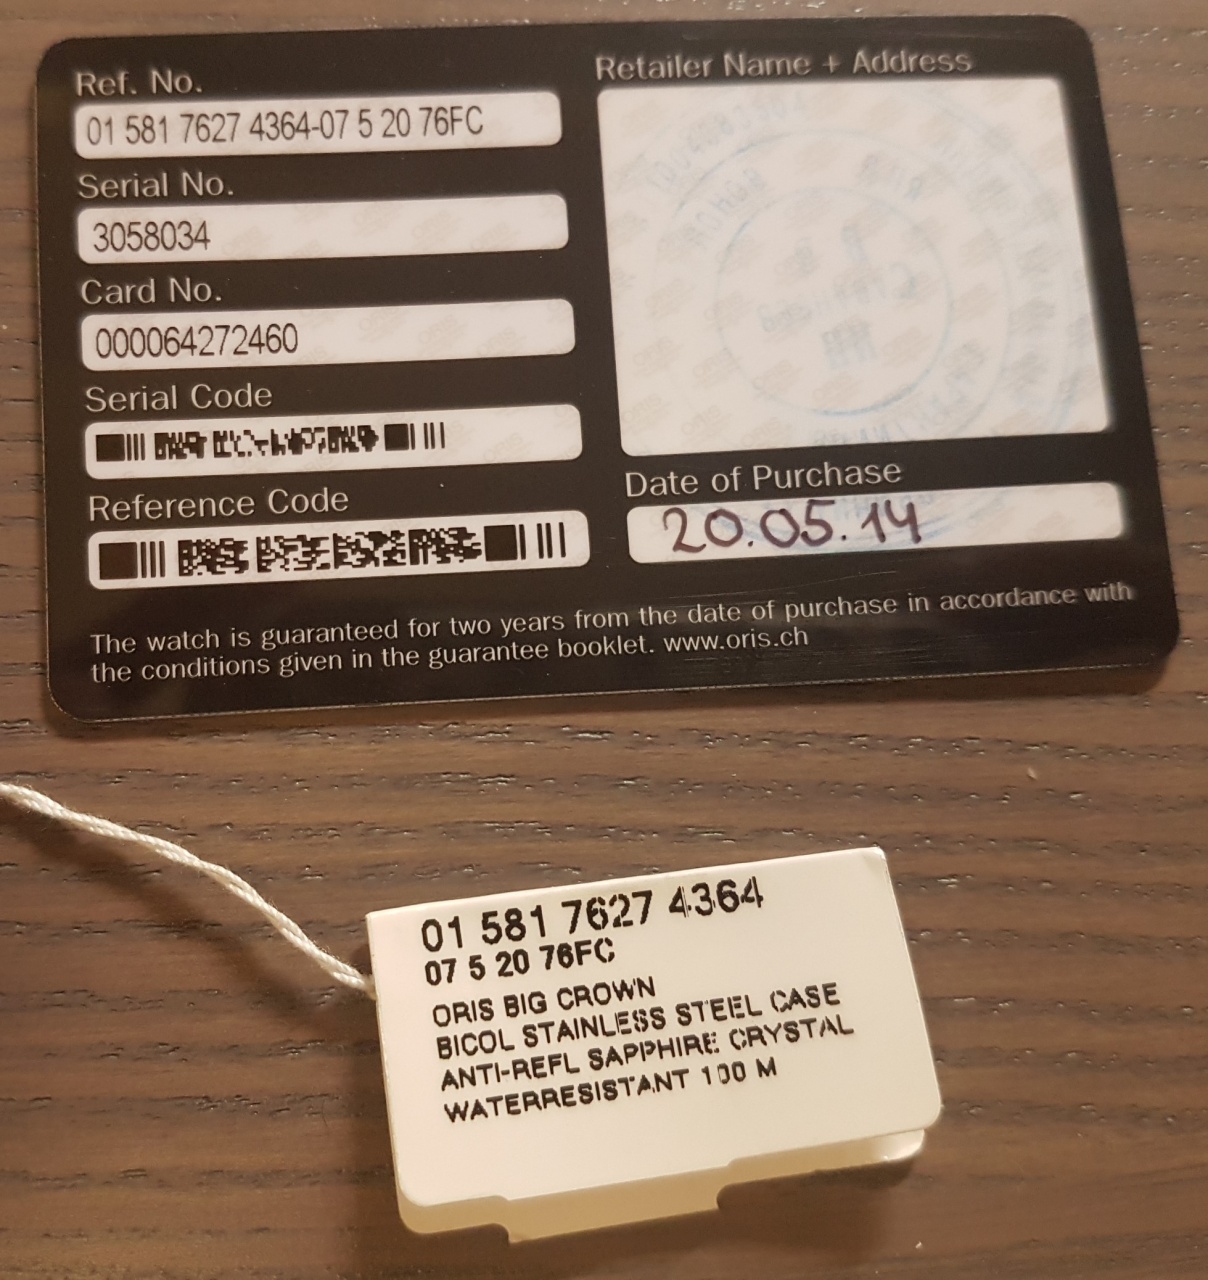 Ref. No.
01 581 7627 4364-07 5 20 76FC
Serial No.
3058034
Card No.
000064272460
Serial Code
Reference Code
Retailer Name + Address
Date of Purchase
20.05.14
The watch is guaranteed for two years from the date of purchase in accordance with
the conditions given in the guarantee booklet. www.oris.ch
01 581 7627 4364
07 5 20 76FC
ORIS BIG CROWN
BICOL STAINLESS STEEL CASE
ANTI-REFL SAPPHIRE CRYSTAL
WATERRESISTANT 100 M